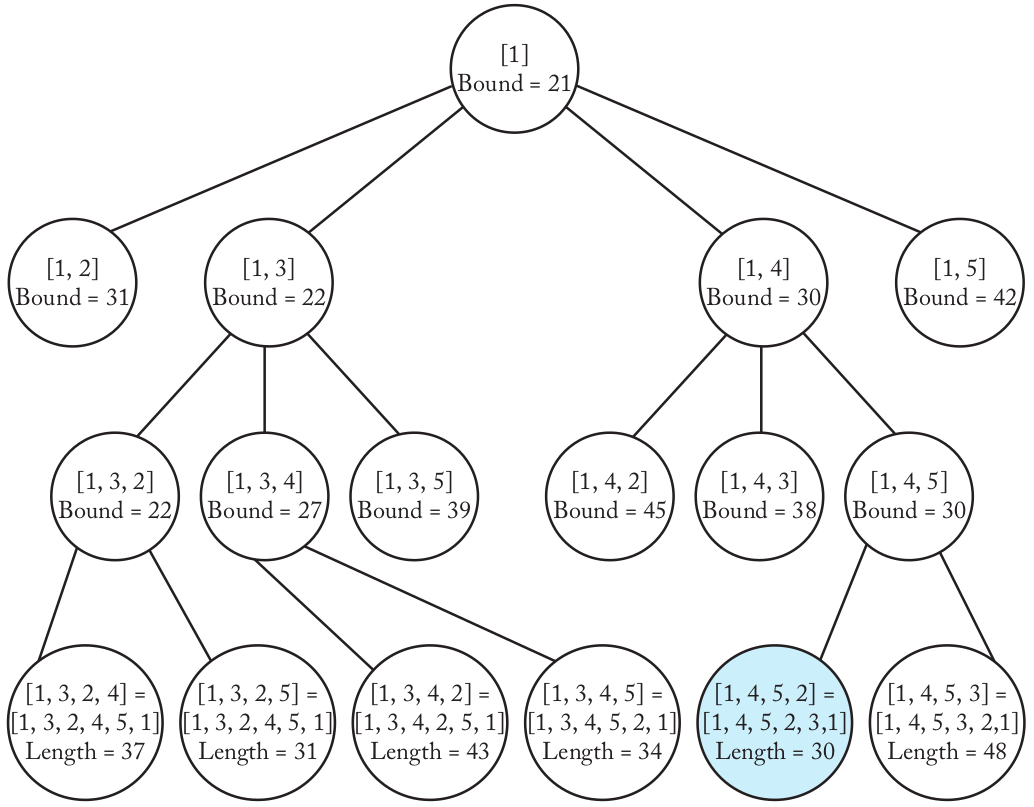 [1]
Bound = 21
[1, 2]
Bound = 31
[1, 3]
Bound = 22
[1, 4]
Bound = 30
[1, 5]
Bound = 42
[1, 3, 2]
Bound = 22
[1, 3, 4]
Bound = 27
[1, 3, 5]
Bound = 39
[1, 4, 2]
Bound = 45
[1, 4, 3]
Bound = 38
[1, 4, 5]
Bound = 30
[1, 3, 2, 4] =
[1, 3, 2, 4, 5, 1]
Length = 37
[1, 3, 2, 5] =
[1, 3, 2, 4, 5, 1]
Length = 31
[1, 3, 4, 2] =
[1, 3, 4, 2, 5, 1]
Length = 43
[1, 3, 4, 5] =
[1, 3, 4, 5, 2, 1]
Length = 34
[1, 4, 5, 2] =
[1, 4, 5, 2, 3,1]
Length = 30
[1, 4, 5, 3] =
[1, 4, 5, 3, 2,1]
Length = 48